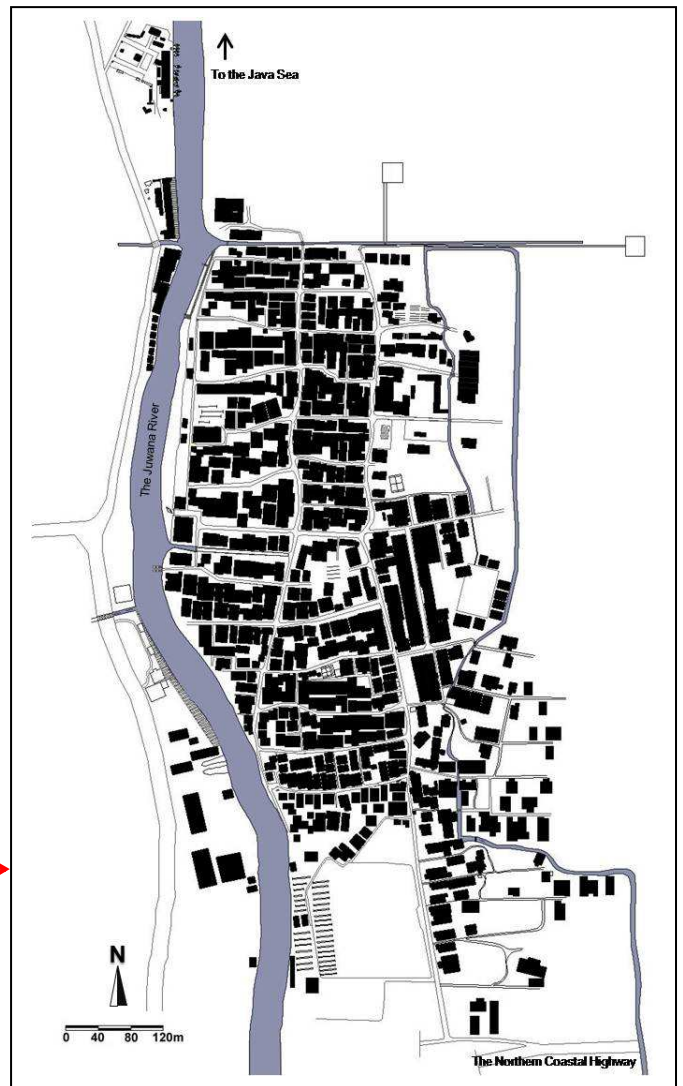 To the Java Sea
The Juwana River
N
0 40 80 120m
The Northern Coastal Highway